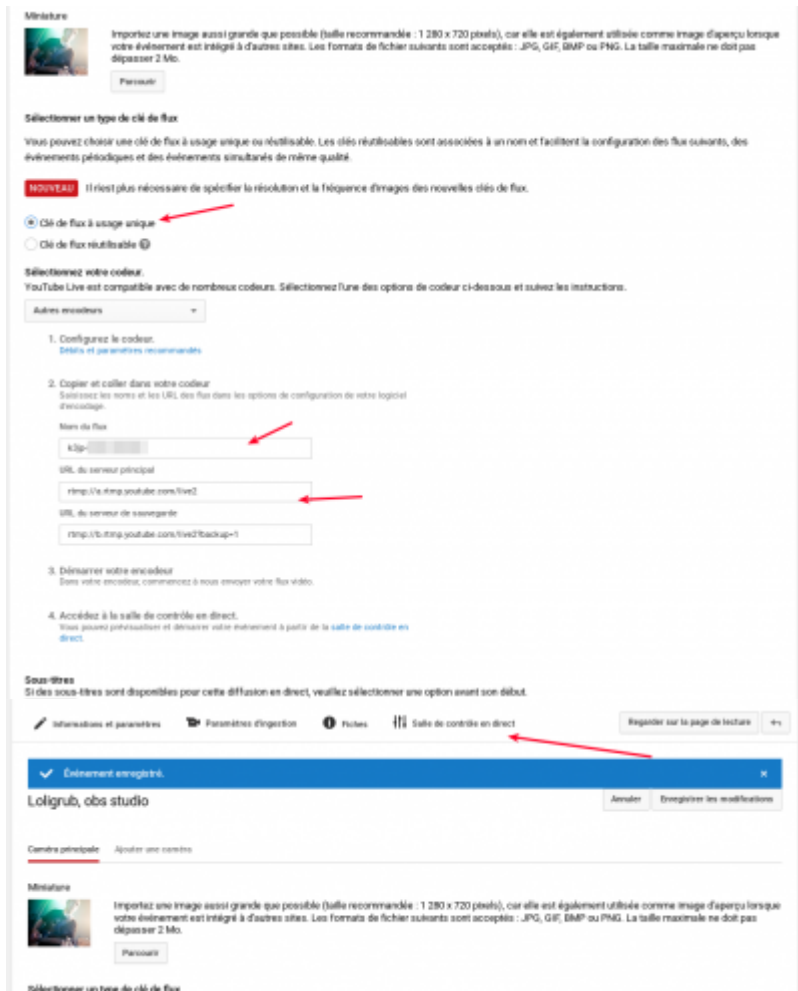 Miniature
Importez une image aussi grande que possible (taille recommandée : 1 280 x 720 pixels), car elle est également utilisée comme image d'aperçu lorsque
votre événement est intégré à d'autres sites. Les formats de fichier suivants sont acceptés : JPG, GIF, BMP ou PNG. La taille maximale ne doit pas
dépasser 2 Mo.
Parcourir
Sélectionner un type de clé de flux
Vous pouvez choisir une clé de flux à usage unique ou réutilisable. Les clés réutilisables sont associées à un nom et facilitent la configuration des flux suivants, des
événements périodiques et des événements simultanés de même qualité.
NOUVEAU Il n'est plus nécessaire de spécifier la résolution et la fréquence d'images des nouvelles clés de flux.
Clé de flux à usage unique
Clé de flux réutilisable
Sélectionnez votre codeur.
YouTube Live est compatible avec de nombreux codeurs. Sélectionnez l'une des options de codeur ci-dessous et suivez les instructions.
Autres encodeurs
1. Configurez le codeur.
Débits et paramètres recommandés
2. Copier et coller dans votre codeur
Saisissez les noms et les URL des flux dans les options de configuration de votre logiciel
d'encodage.
Nom du flux
k3jp-
URL du serveur principal
rtmp://a.rtmp.youtube.com/live2
URL du serveur de sauvegarde
rtmp://b.rtmp.youtube.com/live2?backup=1
3. Démarrer votre encodeur
Dans votre encodeur, commencez à nous envoyer votre flux vidéo.
4. Accédez à la salle de contrôle en direct.
Vous pouvez prévisualiser et démarrer votre événement à partir de la salle de contrôle en
direct.
Sous-titres
Si des sous-titres sont disponibles pour cette diffusion en direct, veuillez sélectionner une option avant son début.
Informations et paramètres Paramètres d'ingestion Fiches Salle de contrôle en direct Regarder sur la page de lecture
Événement enregistré.
Loligrub, obs studio Annuler Enregistrer les modifications
Caméra principale Ajouter une caméra
Miniature
Importez une image aussi grande que possible (taille recommandée : 1 280 x 720 pixels), car elle est également utilisée comme image d'aperçu lorsque
votre événement est intégré à d'autres sites. Les formats de fichier suivants sont acceptés : JPG, GIF, BMP ou PNG. La taille maximale ne doit pas
dépasser 2 Mo.
Parcourir
Sélectionner un type de clé de flux